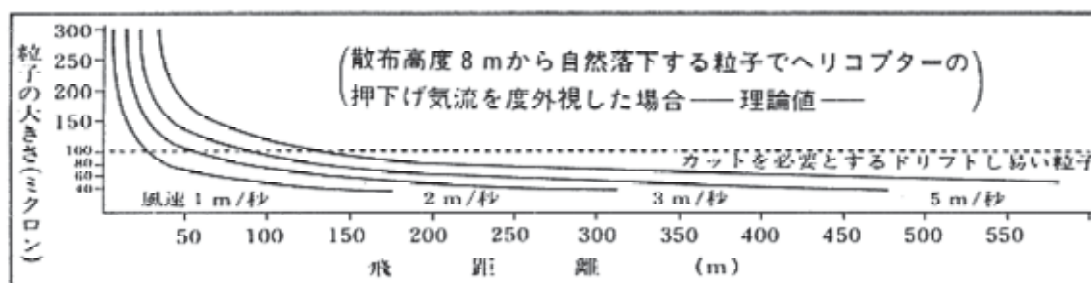 300
250
200
150
100
80
60
40
粒子の大きさ(ミクロン)
(散布高度8mから自然落下する粒子でヘリコプターの
押下げ気流を度外視した場合――理論値――)
カットを必要とするドリフトし易い粒子
風速1m/秒 2m/秒 3m/秒 5m/秒
50 100 150 200 250 300 350 400 450 500 550
飛距離 (m)